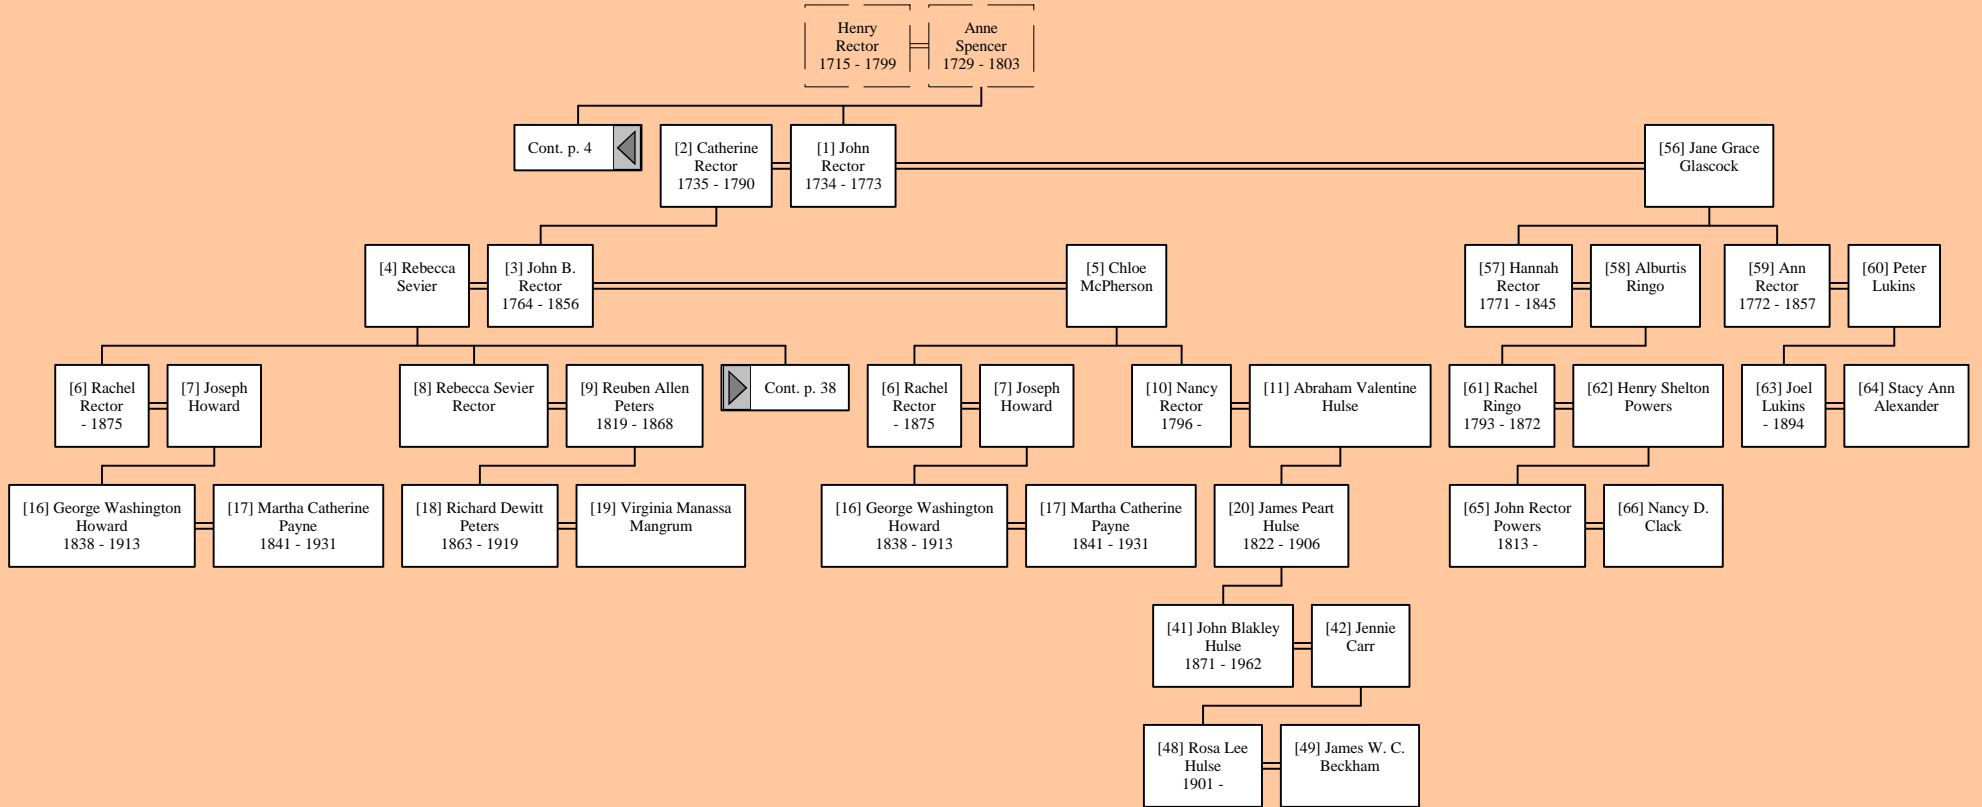 Henry
Rector
1715 - 1799
Anne
Spencer
1729 - 1803
Cont. p. 4
[2] Catherine
Rector
1735 - 1790
[1] John
Rector
1734 - 1773
[56] Jane Grace
Glascock
[4] Rebecca
Sevier
[3] John B.
Rector
1764 - 1856
[5] Chloe
McPherson
[57] Hannah
Rector
1771 - 1845
[58] Alburtis
Ringo
[59] Ann
Rector
1772 - 1857
[60] Peter
Lukins
[6] Rachel
Rector
- 1875
[7] Joseph
Howard
[8] Rebecca Sevier
Rector
[9] Reuben Allen
Peters
1819 - 1868
Cont. p. 38
[6] Rachel
Rector
- 1875
[7] Joseph
Howard
[10] Nancy
Rector
1796 -
[11] Abraham Valentine
Hulse
[61] Rachel
Ringo
1793 - 1872
[62] Henry Shelton
Powers
[63] Joel
Lukins
- 1894
[64] Stacy Ann
Alexander
[16] George Washington
Howard
1838 - 1913
[17] Martha Catherine
Payne
1841 - 1931
[18] Richard Dewitt
Peters
1863 - 1919
[19] Virginia Manassa
Mangrum
[16] George Washington
Howard
1838 - 1913
[17] Martha Catherine
Payne
1841 - 1931
[20] James Peart
Hulse
1822 - 1906
[65] John Rector
Powers
1813 -
[66] Nancy D.
Clack
[41] John Blakley
Hulse
1871 - 1962
[42] Jennie
Carr
[48] Rosa Lee
Hulse
1901 -
[49] James W. C.
Beckham